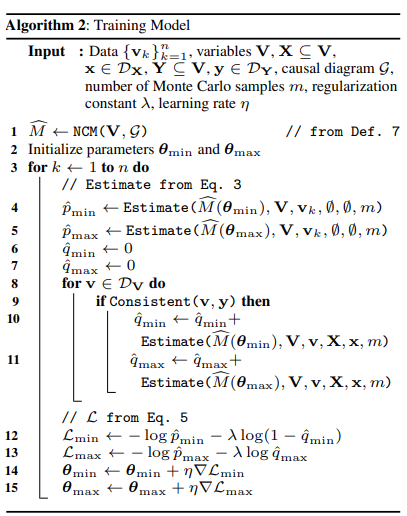 Algorithm 2: Training Model
Input : Data {v_k}^n_{k=1}, variables V, X ⊆ V,
x ∈ D_X, Y ⊆ V, y ∈ D_Y, causal diagram G,
number of Monte Carlo samples m, regularization
constant λ, learning rate η
1 M̂ ← NCM(V, G) // from Def. 7
2 Initialize parameters θ_min and θ_max
3 for k ← 1 to n do
// Estimate from Eq. 3
4 p̂_min ← Estimate(M̂(θ_min), V, v_k, ∅, ∅, m)
5 p̂_max ← Estimate(M̂(θ_max), V, v_k, ∅, ∅, m)
6 q̂_min ← 0
7 q̂_max ← 0
8 for v ∈ D_V do
9 if Consistent(v, y) then
10 q̂_min ← q̂_min+
Estimate(M̂(θ_min), V, v, X, x, m)
11 q̂_max ← q̂_max+
Estimate(M̂(θ_max), V, v, X, x, m)
// L from Eq. 5
12 L_min ← − log p̂_min − λ log(1 − q̂_min)
13 L_max ← − log p̂_max − λ log q̂_max
14 θ_min ← θ_min + η∇L_min
15 θ_max ← θ_max + η∇L_max